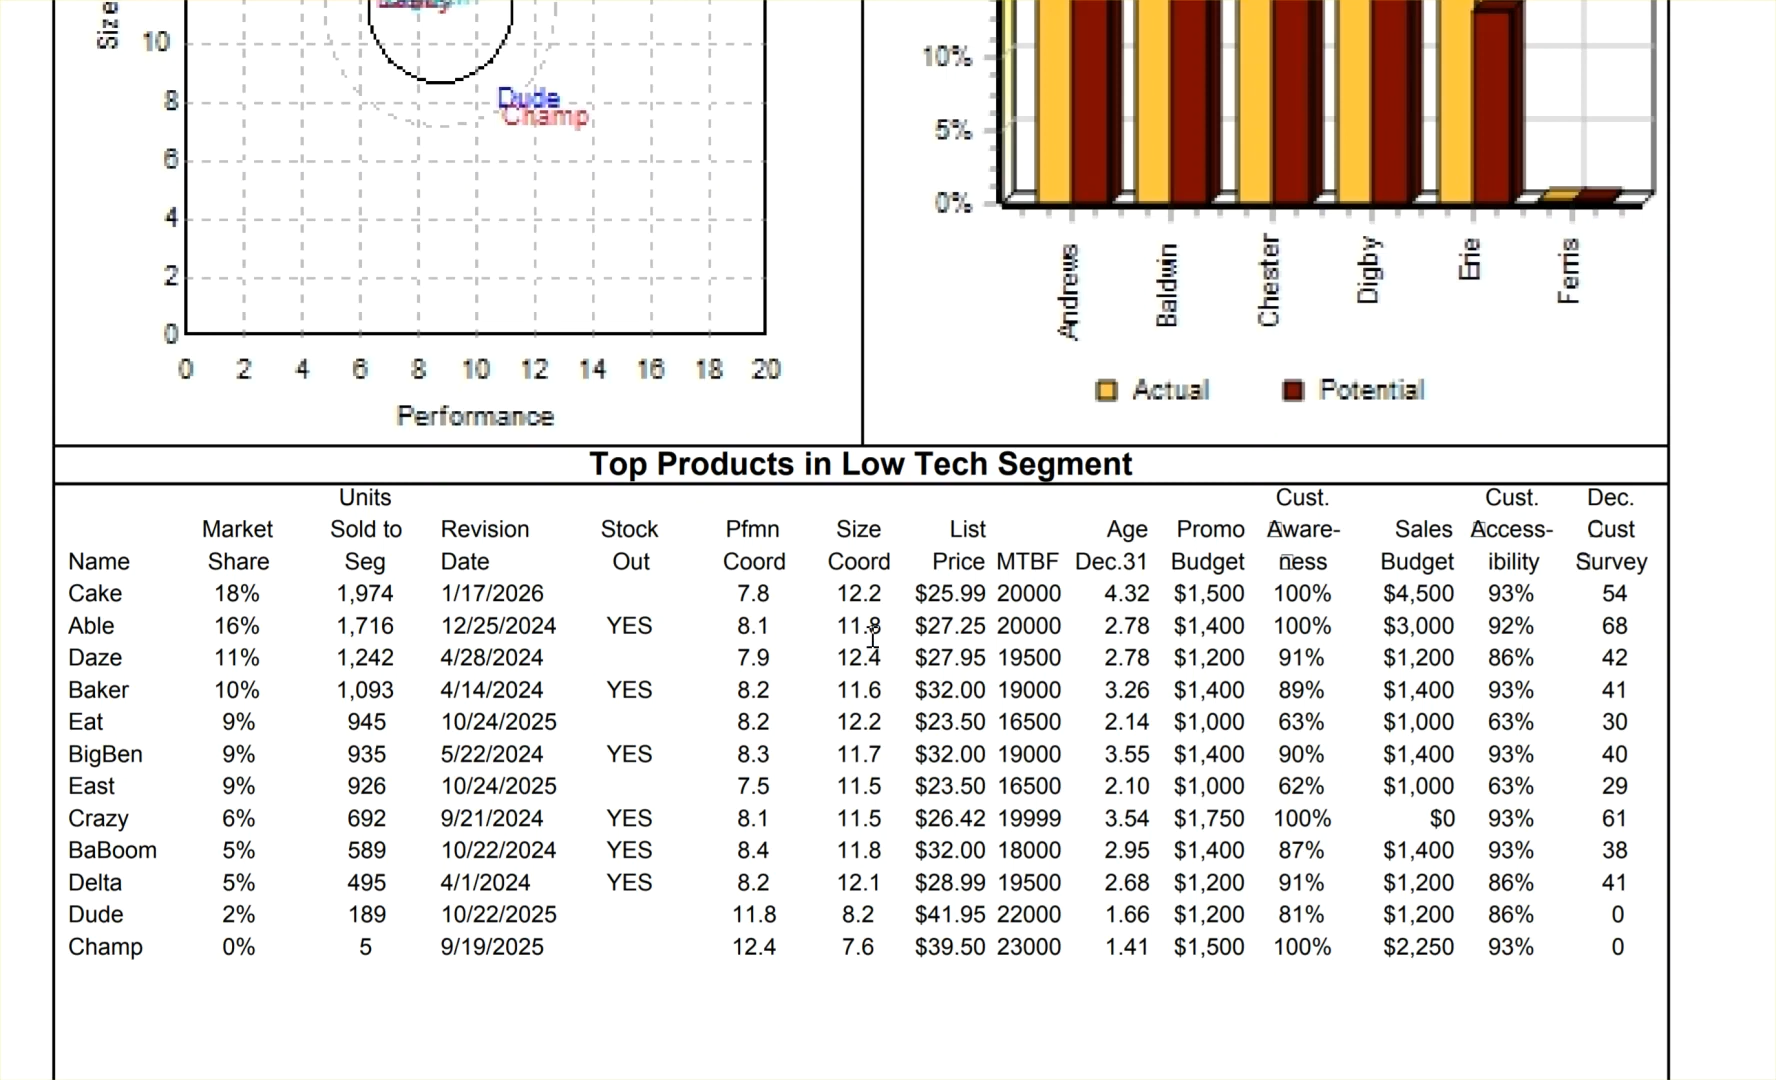 Size
10
8
6
4
2
0
Dude
Champ
0 2 4 6 8 10 12 14 16 18 20
Performance
10%
5%
0%
Andrews
Baldwin
Chester
Digby
Erie
Ferris
Actual Potential
Top Products in Low Tech Segment
Units Cust. Cust. Dec.
Market Sold to Revision Stock Pfmn Size List Age Promo Aware- Sales Access- Cust
Name Share Seg Date Out Coord Coord Price MTBF Dec.31 Budget ness Budget ibility Survey
Cake 18% 1,974 1/17/2026 7.8 12.2 $25.99 20000 4.32 $1,500 100% $4,500 93% 54
Able 16% 1,716 12/25/2024 YES 8.1 11.8 $27.25 20000 2.78 $1,400 100% $3,000 92% 68
Daze 11% 1,242 4/28/2024 7.9 12.4 $27.95 19500 2.78 $1,200 91% $1,200 86% 42
Baker 10% 1,093 4/14/2024 YES 8.2 11.6 $32.00 19000 3.26 $1,400 89% $1,400 93% 41
Eat 9% 945 10/24/2025 8.2 12.2 $23.50 16500 2.14 $1,000 63% $1,000 63% 30
BigBen 9% 935 5/22/2024 YES 8.3 11.7 $32.00 19000 3.55 $1,400 90% $1,400 93% 40
East 9% 926 10/24/2025 7.5 11.5 $23.50 16500 2.10 $1,000 62% $1,000 63% 29
Crazy 6% 692 9/21/2024 YES 8.1 11.5 $26.42 19999 3.54 $1,750 100% $0 93% 61
BaBoom 5% 589 10/22/2024 YES 8.4 11.8 $32.00 18000 2.95 $1,400 87% $1,400 93% 38
Delta 5% 495 4/1/2024 YES 8.2 12.1 $28.99 19500 2.68 $1,200 91% $1,200 86% 41
Dude 2% 189 10/22/2025 11.8 8.2 $41.95 22000 1.66 $1,200 81% $1,200 86% 0
Champ 0% 5 9/19/2025 12.4 7.6 $39.50 23000 1.41 $1,500 100% $2,250 93% 0